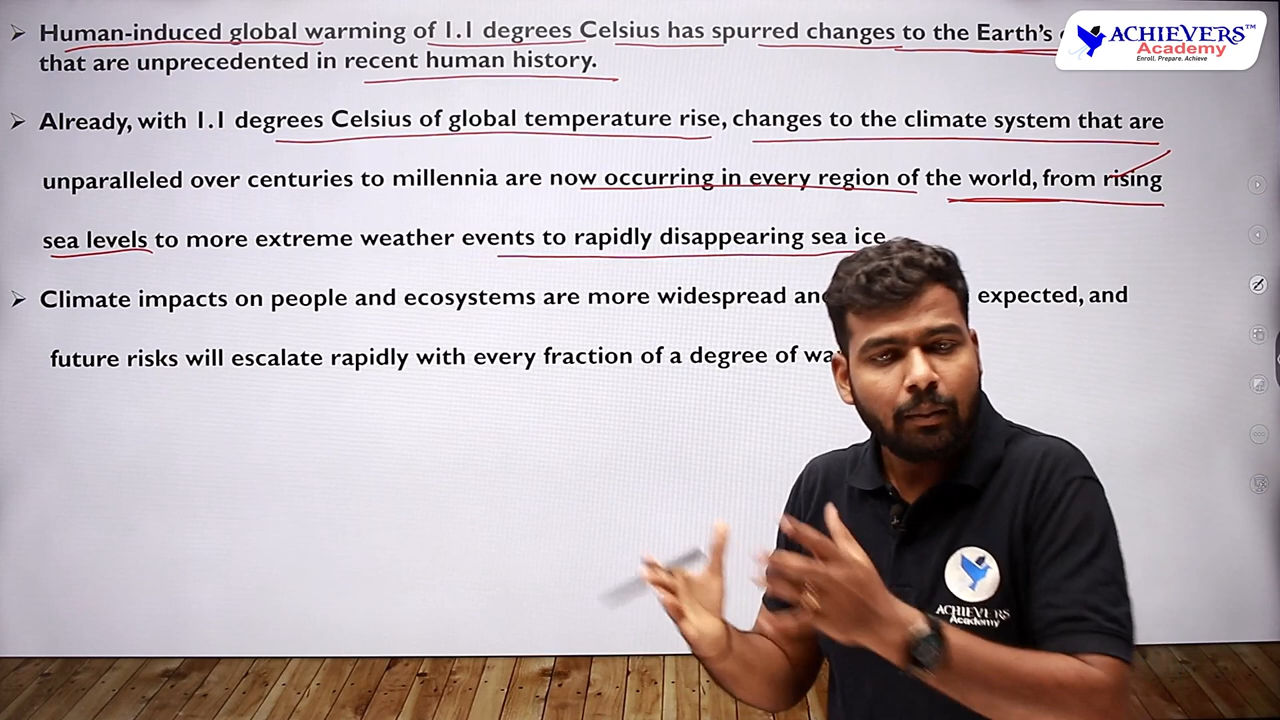 ➢ Human-induced global warming of 1.1 degrees Celsius has spurred changes to the Earth's
that are unprecedented in recent human history.
➢ Already, with 1.1 degrees Celsius of global temperature rise, changes to the climate system that are
unparalleled over centuries to millennia are now occurring in every region of the world, from rising
sea levels to more extreme weather events to rapidly disappearing sea ice
➢ Climate impacts on people and ecosystems are more widespread expected, and
future risks will escalate rapidly with every fraction of a degree of
ACHIEVERS™
Academy
Enroll. Prepare. Achieve
ACHIEVERS
Academy